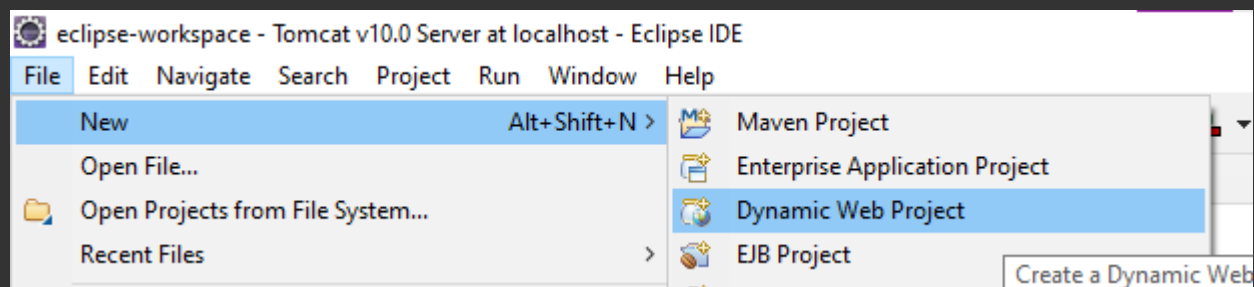 eclipse-workspace - Tomcat v10.0 Server at localhost - Eclipse IDE
File Edit Navigate Search Project Run Window Help
New Alt+Shift+N > Maven Project
Open File... Enterprise Application Project
Open Projects from File System... Dynamic Web Project
Recent Files > EJB Project
Create a Dynamic Web